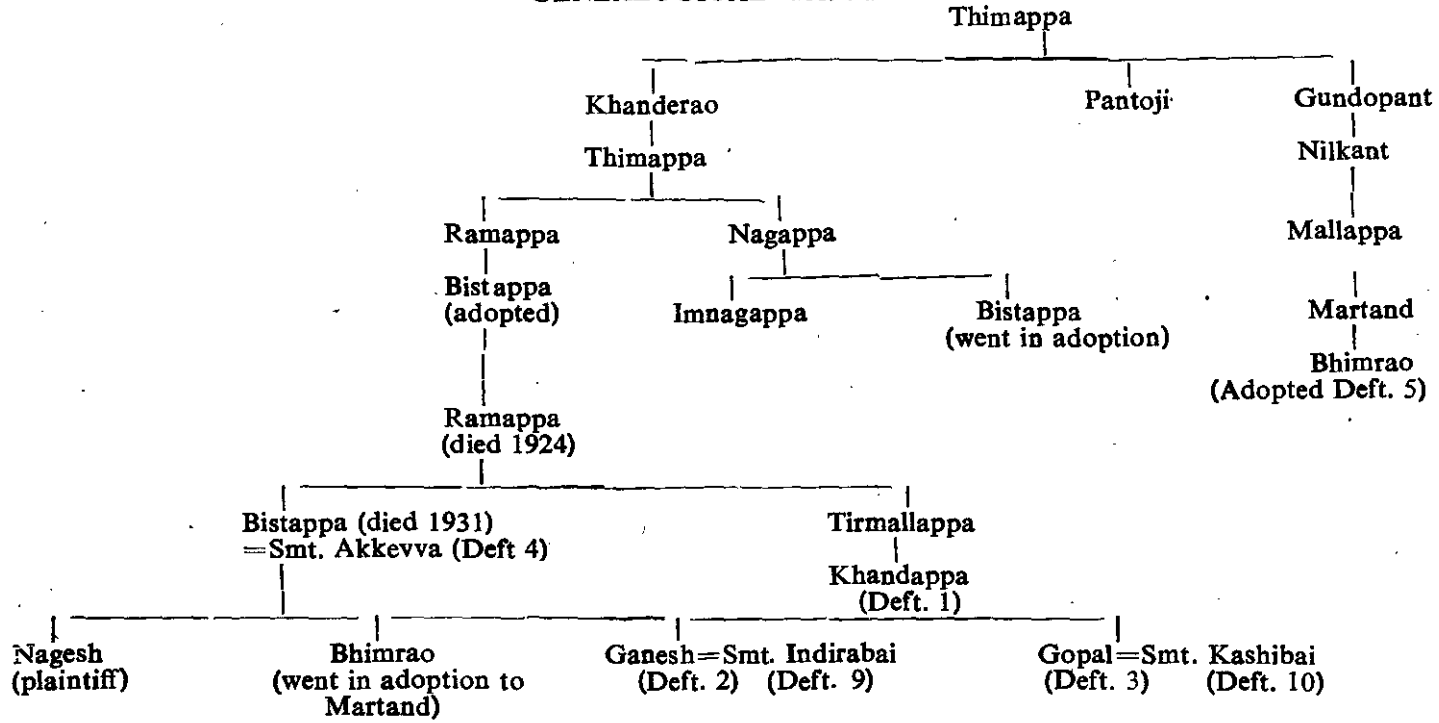 Thimappa
Khanderao Pantoji Gundopant
Thimappa Nilkant
Ramappa Nagappa Mallappa
Bistappa Imnagappa Bistappa Martand
(adopted) (went in adoption)
Bhimrao
(Adopted Deft. 5)
Ramappa
(died 1924)
Bistappa (died 1931) Tirmallappa
=Smt. Akkevva (Deft 4)
Khandappa
(Deft. 1)
Nagesh Bhimrao Ganesh=Smt. Indirabai Gopal=Smt. Kashibai
(plaintiff) (went in adoption to (Deft. 2) (Deft. 9) (Deft. 3) (Deft. 10)
Martand)